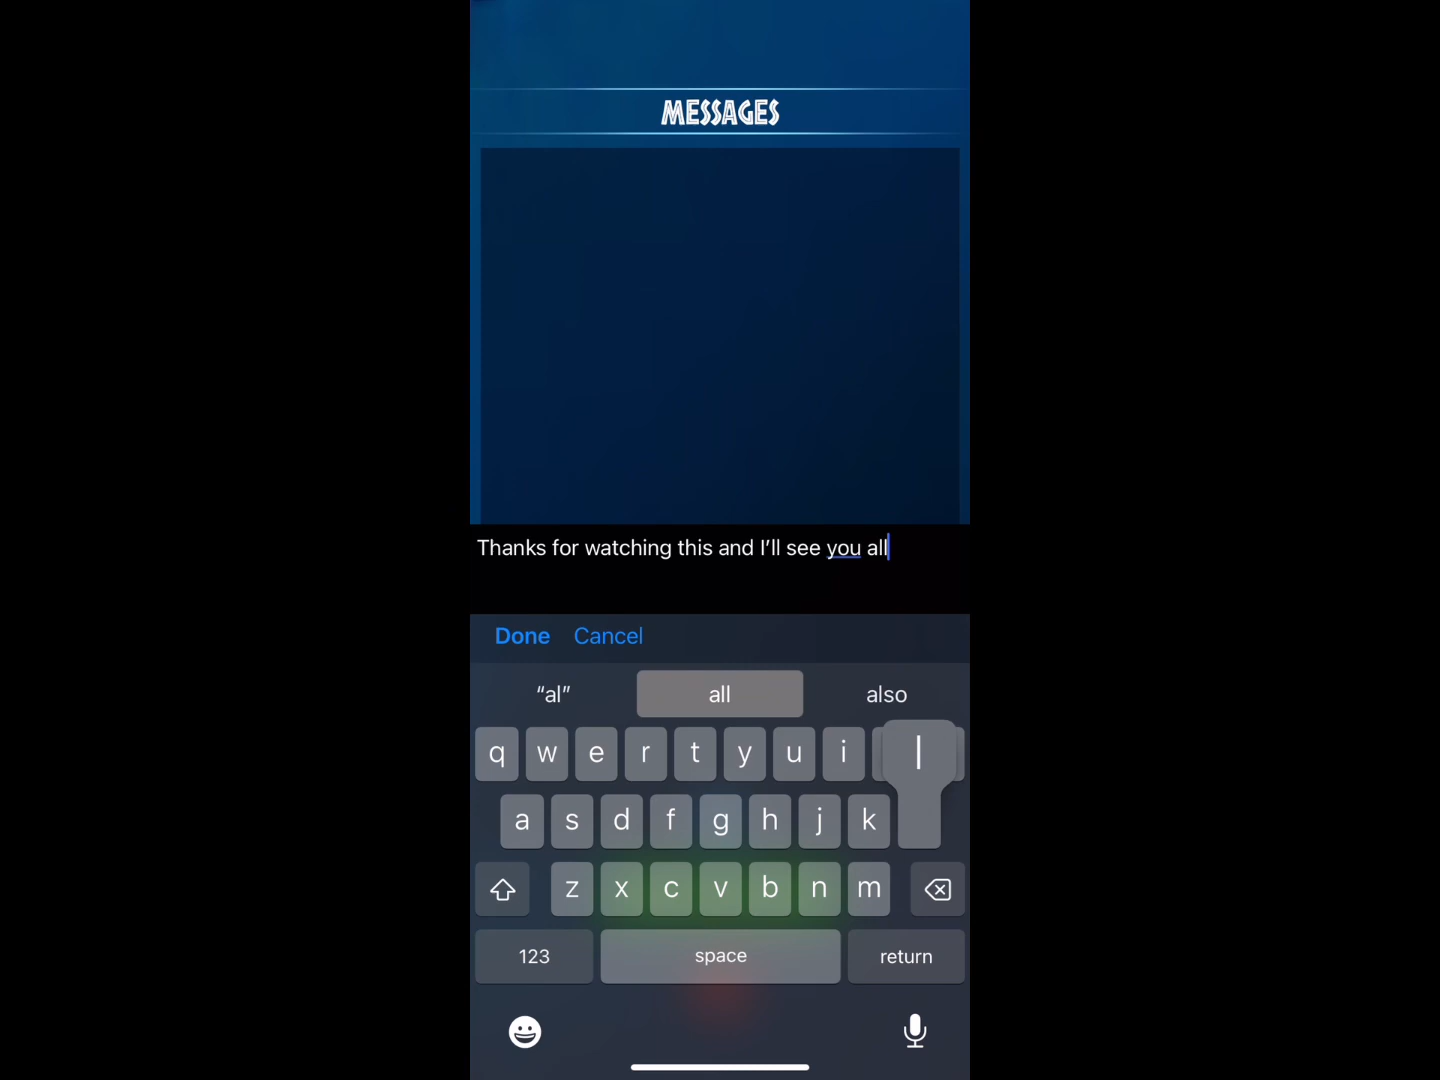 MESSAGES
Thanks for watching this and I’ll see you all
Done Cancel
“al” all also
q w e r t y u i
a s d f g h j k l
z x c v b n m
123 space return